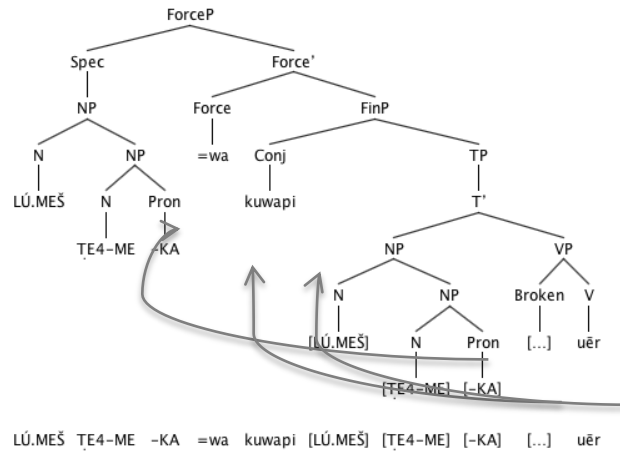 ForceP
Spec Force’
NP Force FinP
N NP =wa Conj TP
LÚ.MEŠ N Pron kuwapi T’
ṬE4-ME -KA NP VP
N NP Broken V
[LÚ.MEŠ] N Pron [...] uēr
[ṬE4-ME] [-KA]
LÚ.MEŠ ṬE4-ME -KA =wa kuwapi [LÚ.MEŠ] [ṬE4-ME] [-KA] [...] uēr